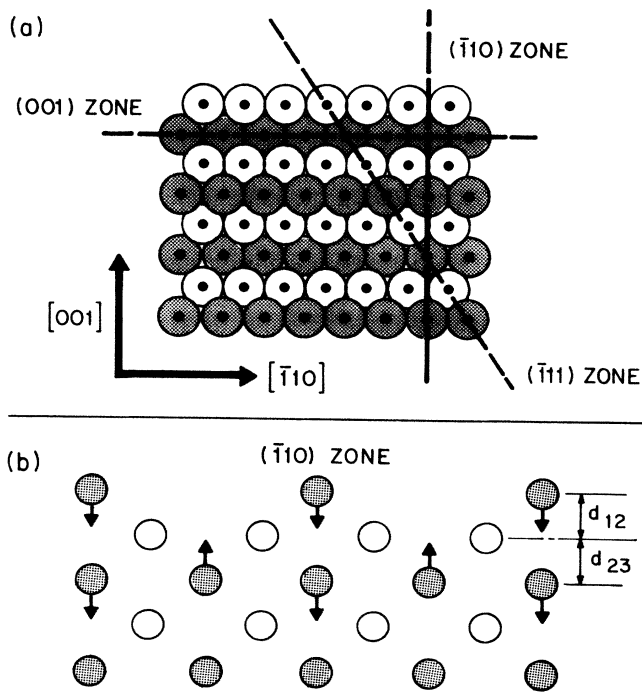 (a)
(1̄10) ZONE
(001) ZONE
[001]
[1̄10]
(1̄11) ZONE
(b)
(1̄10) ZONE
d12
d23